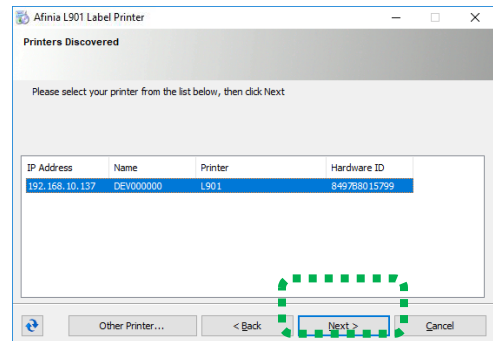 Afinia L901 Label Printer
Printers Discovered
Please select your printer from the list below, then click Next
IP Address Name Printer Hardware ID
192.168.10.137 DEV000000 L901 849788015799
Other Printer... < Back Next > Cancel